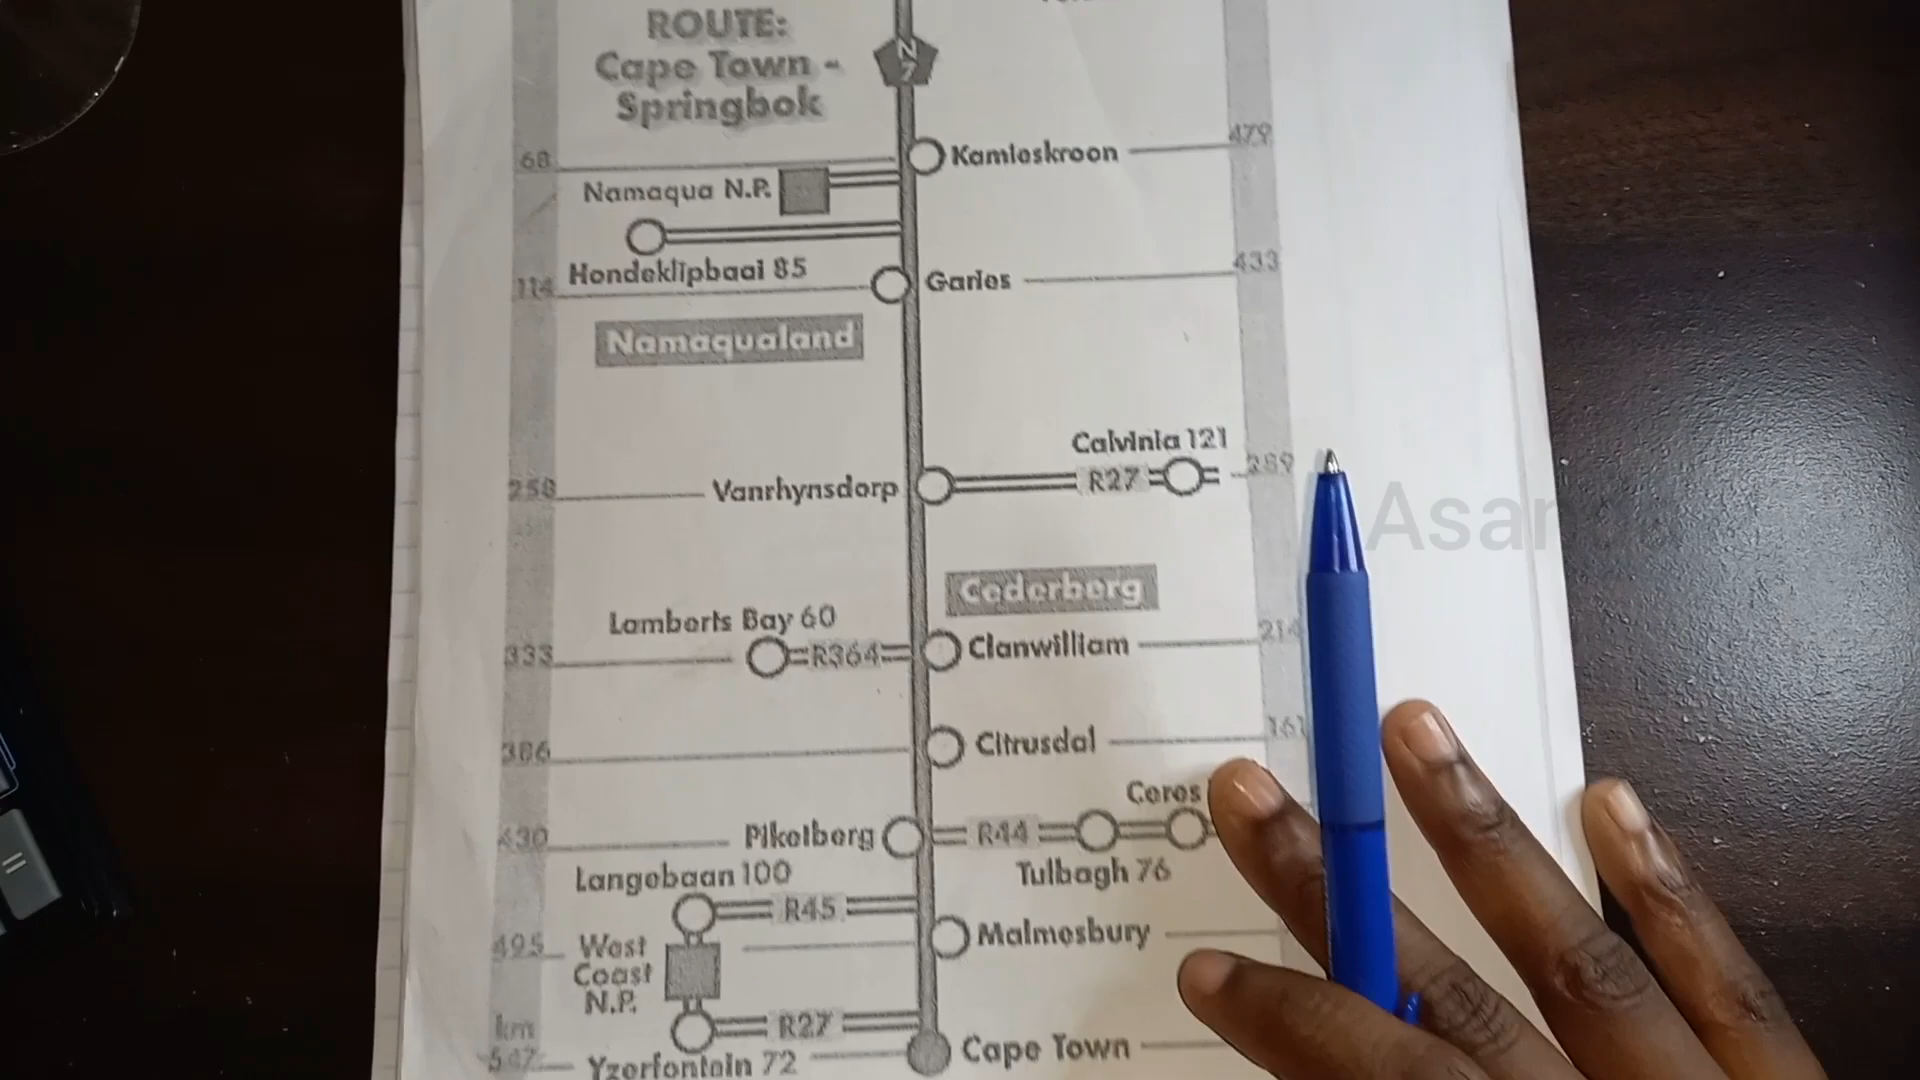 ROUTE:
Cape Town -
Springbok
N
7
68
Kamieskroon
479
Namaqua N.P.
Hondeklipbaai 85
114
Garies
433
Namaqualand
Calvinia 121
258
Vanrhynsdorp
R27
289
Cederberg
Lamberts Bay 60
333
R364
Clanwilliam
214
386
Citrusdal
161
Ceres
430
Piketberg
R44
Langebaan 100
Tulbagh 76
R45
495
West
Coast
N.P.
Malmesbury
km
R27
547
Yzerfontein 72
Cape Town